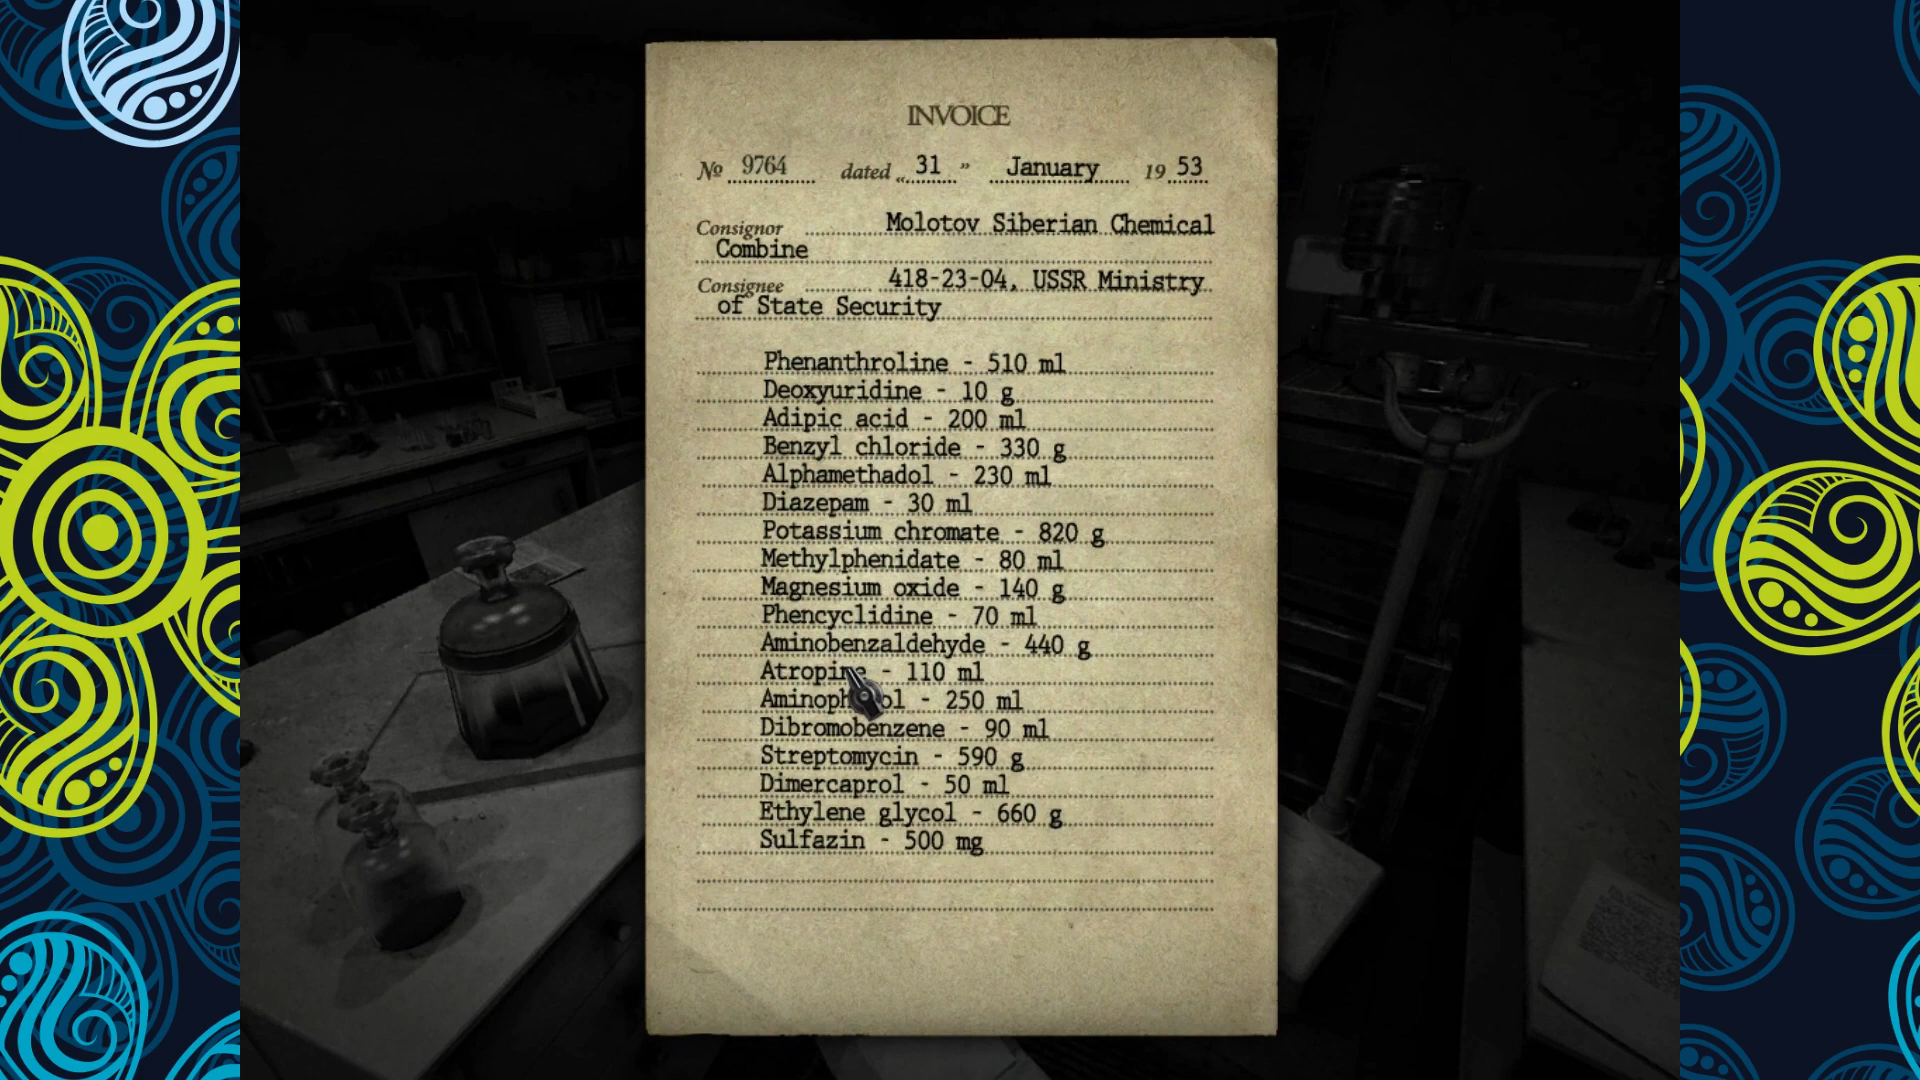 INVOICE
№ 9764 dated „ 31 ” January 19 53
Consignor Molotov Siberian Chemical
Combine
Consignee 418-23-04, USSR Ministry
of State Security
Phenanthroline - 510 ml
Deoxyuridine - 10 g
Adipic acid - 200 ml
Benzyl chloride - 330 g
Alphamethadol - 230 ml
Diazepam - 30 ml
Potassium chromate - 820 g
Methylphenidate - 80 ml
Magnesium oxide - 140 g
Phencyclidine - 70 ml
Aminobenzaldehyde - 440 g
Atropine - 110 ml
- 250 ml
Dibromobenzene - 90 ml
Streptomycin - 590 g
Dimercaprol - 50 ml
Ethylene glycol - 660 g
Sulfazin - 500 mg